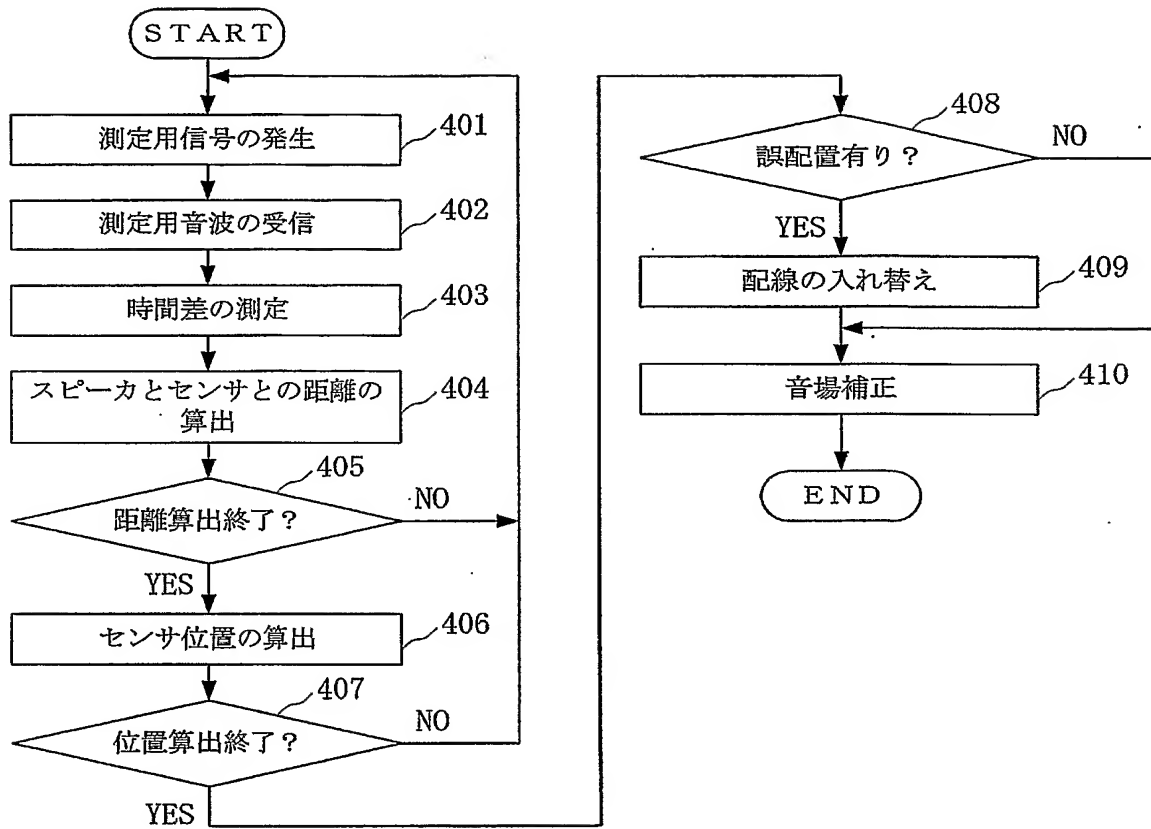 START
測定用信号の発生
401
測定用音波の受信
402
時間差の測定
403
スピーカとセンサとの距離の
算出
404
405
距離算出終了?
NO
YES
センサ位置の算出
406
407
位置算出終了?
NO
YES
408
誤配置有り?
NO
YES
配線の入れ替え
409
音場補正
410
END